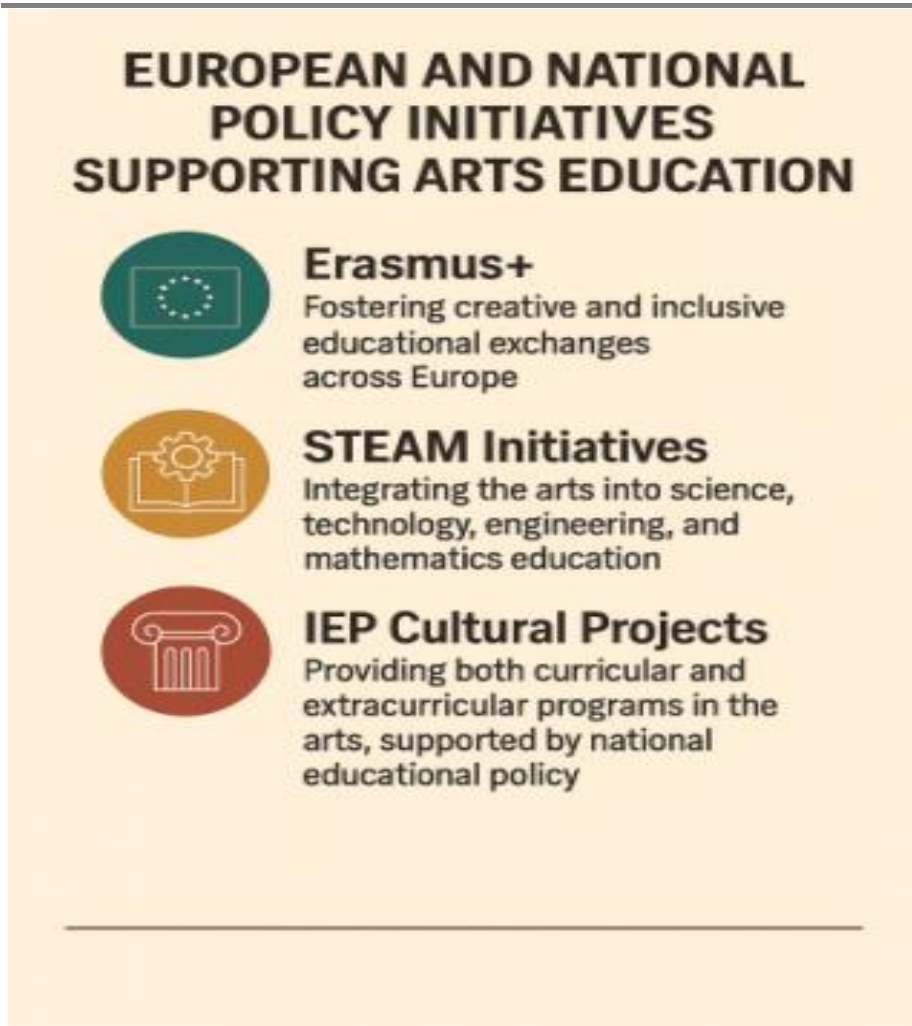 EUROPEAN AND NATIONAL
POLICY INITIATIVES
SUPPORTING ARTS EDUCATION
Erasmus+
Fostering creative and inclusive
educational exchanges
across Europe
STEAM Initiatives
Integrating the arts into science,
technology, engineering, and
mathematics education
IEP Cultural Projects
Providing both curricular and
extracurricular programs in the
arts, supported by national
educational policy